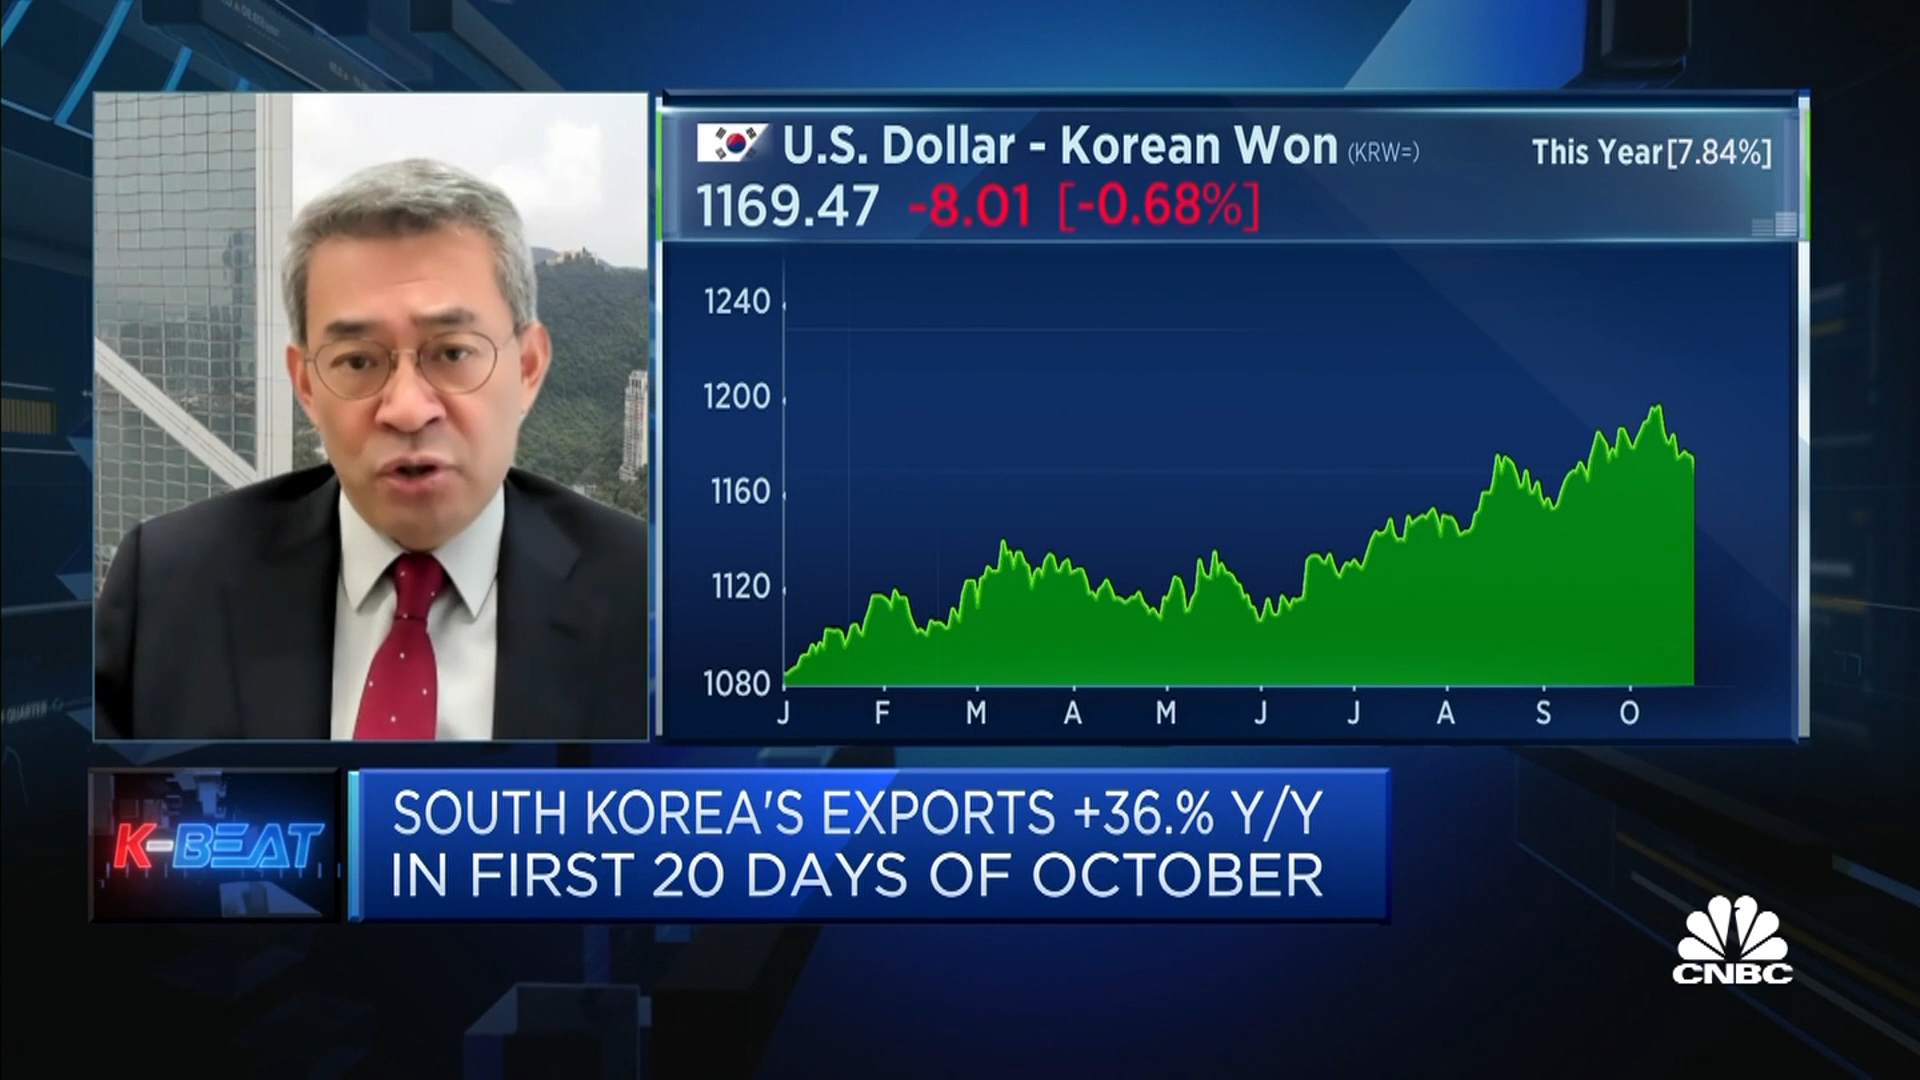 U.S. Dollar - Korean Won (KRW=)
This Year[7.84%]
1169.47 -8.01 [-0.68%]
1240
1200
1160
1120
1080
J F M A M J J A S O
K-BEAT
SOUTH KOREA'S EXPORTS +36.% Y/Y
IN FIRST 20 DAYS OF OCTOBER
CNBC